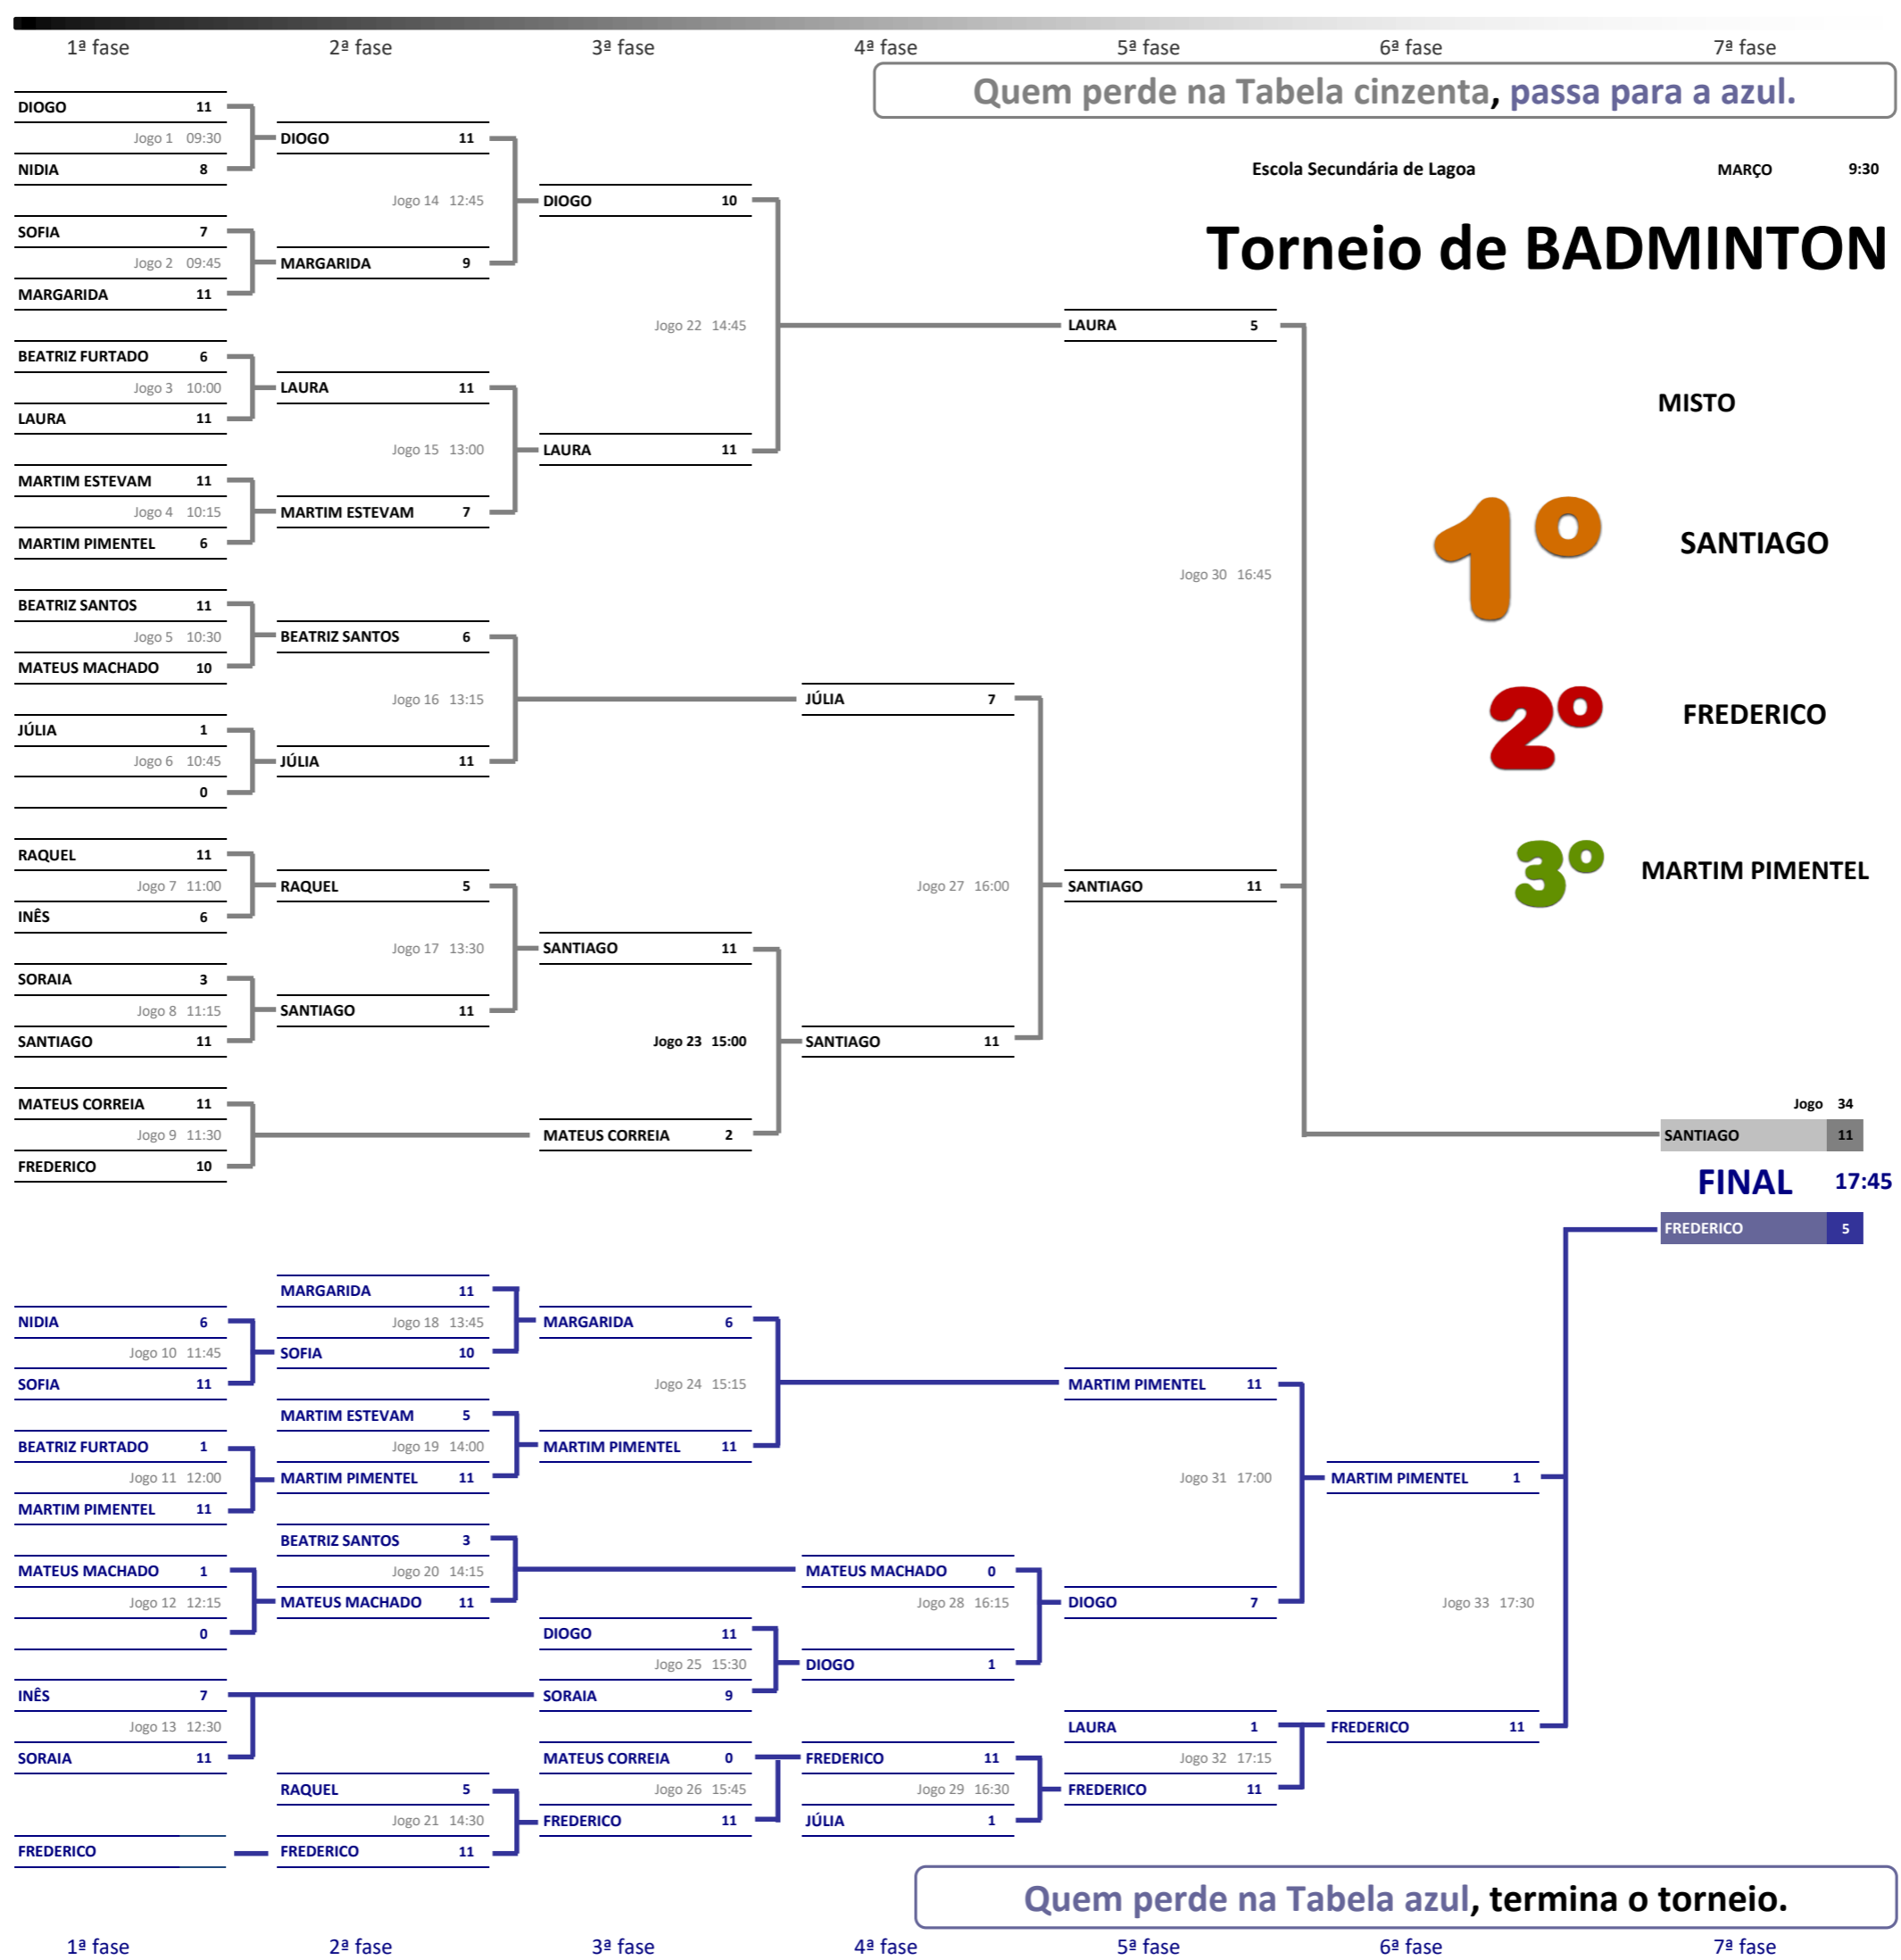 1ª fase 2ª fase 3ª fase 4ª fase 5ª fase 6ª fase 7ª fase
Quem perde na Tabela cinzenta, passa para a azul.
DIOGO 11
Jogo 1 09:30 DIOGO 11
NIDIA 8 Escola Secundária de Lagoa MARÇO 9:30
Jogo 14 12:45 DIOGO 10
SOFIA 7 Torneio de BADMINTON
Jogo 2 09:45 MARGARIDA 9
MARGARIDA 11
Jogo 22 14:45 LAURA 5
BEATRIZ FURTADO 6
Jogo 3 10:00 LAURA 11
MISTO
LAURA 11
Jogo 15 13:00 LAURA 11
MARTIM ESTEVAM 11
Jogo 4 10:15 MARTIM ESTEVAM 7
1º SANTIAGO
MARTIM PIMENTEL 6
Jogo 30 16:45
BEATRIZ SANTOS 11
Jogo 5 10:30 BEATRIZ SANTOS 6
MATEUS MACHADO 10
Jogo 16 13:15 JÚLIA 7
2º FREDERICO
JÚLIA 1
Jogo 6 10:45 JÚLIA 11
0
RAQUEL 11
3º MARTIM PIMENTEL
Jogo 7 11:00 RAQUEL 5 Jogo 27 16:00 SANTIAGO 11
INÊS 6
Jogo 17 13:30 SANTIAGO 11
SORAIA 3
Jogo 8 11:15 SANTIAGO 11
SANTIAGO 11 Jogo 23 15:00 SANTIAGO 11
MATEUS CORREIA 11 Jogo 34
Jogo 9 11:30 MATEUS CORREIA 2 SANTIAGO 11
FREDERICO 10
FINAL 17:45
FREDERICO 5
MARGARIDA 11
NIDIA 6 Jogo 18 13:45 MARGARIDA 6
Jogo 10 11:45 SOFIA 10
SOFIA 11 Jogo 24 15:15 MARTIM PIMENTEL 11
MARTIM ESTEVAM 5
BEATRIZ FURTADO 1 Jogo 19 14:00 MARTIM PIMENTEL 11
Jogo 11 12:00 MARTIM PIMENTEL 11 Jogo 31 17:00 MARTIM PIMENTEL 1
MARTIM PIMENTEL 11
BEATRIZ SANTOS 3
MATEUS MACHADO 1 Jogo 20 14:15 MATEUS MACHADO 0
Jogo 12 12:15 MATEUS MACHADO 11 Jogo 28 16:15 DIOGO 7 Jogo 33 17:30
0 DIOGO 11
Jogo 25 15:30 DIOGO 1
INÊS 7 SORAIA 9
Jogo 13 12:30 LAURA 1 FREDERICO 11
SORAIA 11 MATEUS CORREIA 0 FREDERICO 11 Jogo 32 17:15
RAQUEL 5 Jogo 26 15:45 Jogo 29 16:30 FREDERICO 11
Jogo 21 14:30 FREDERICO 11 JÚLIA 1
FREDERICO FREDERICO 11
Quem perde na Tabela azul, termina o torneio.
1ª fase 2ª fase 3ª fase 4ª fase 5ª fase 6ª fase 7ª fase